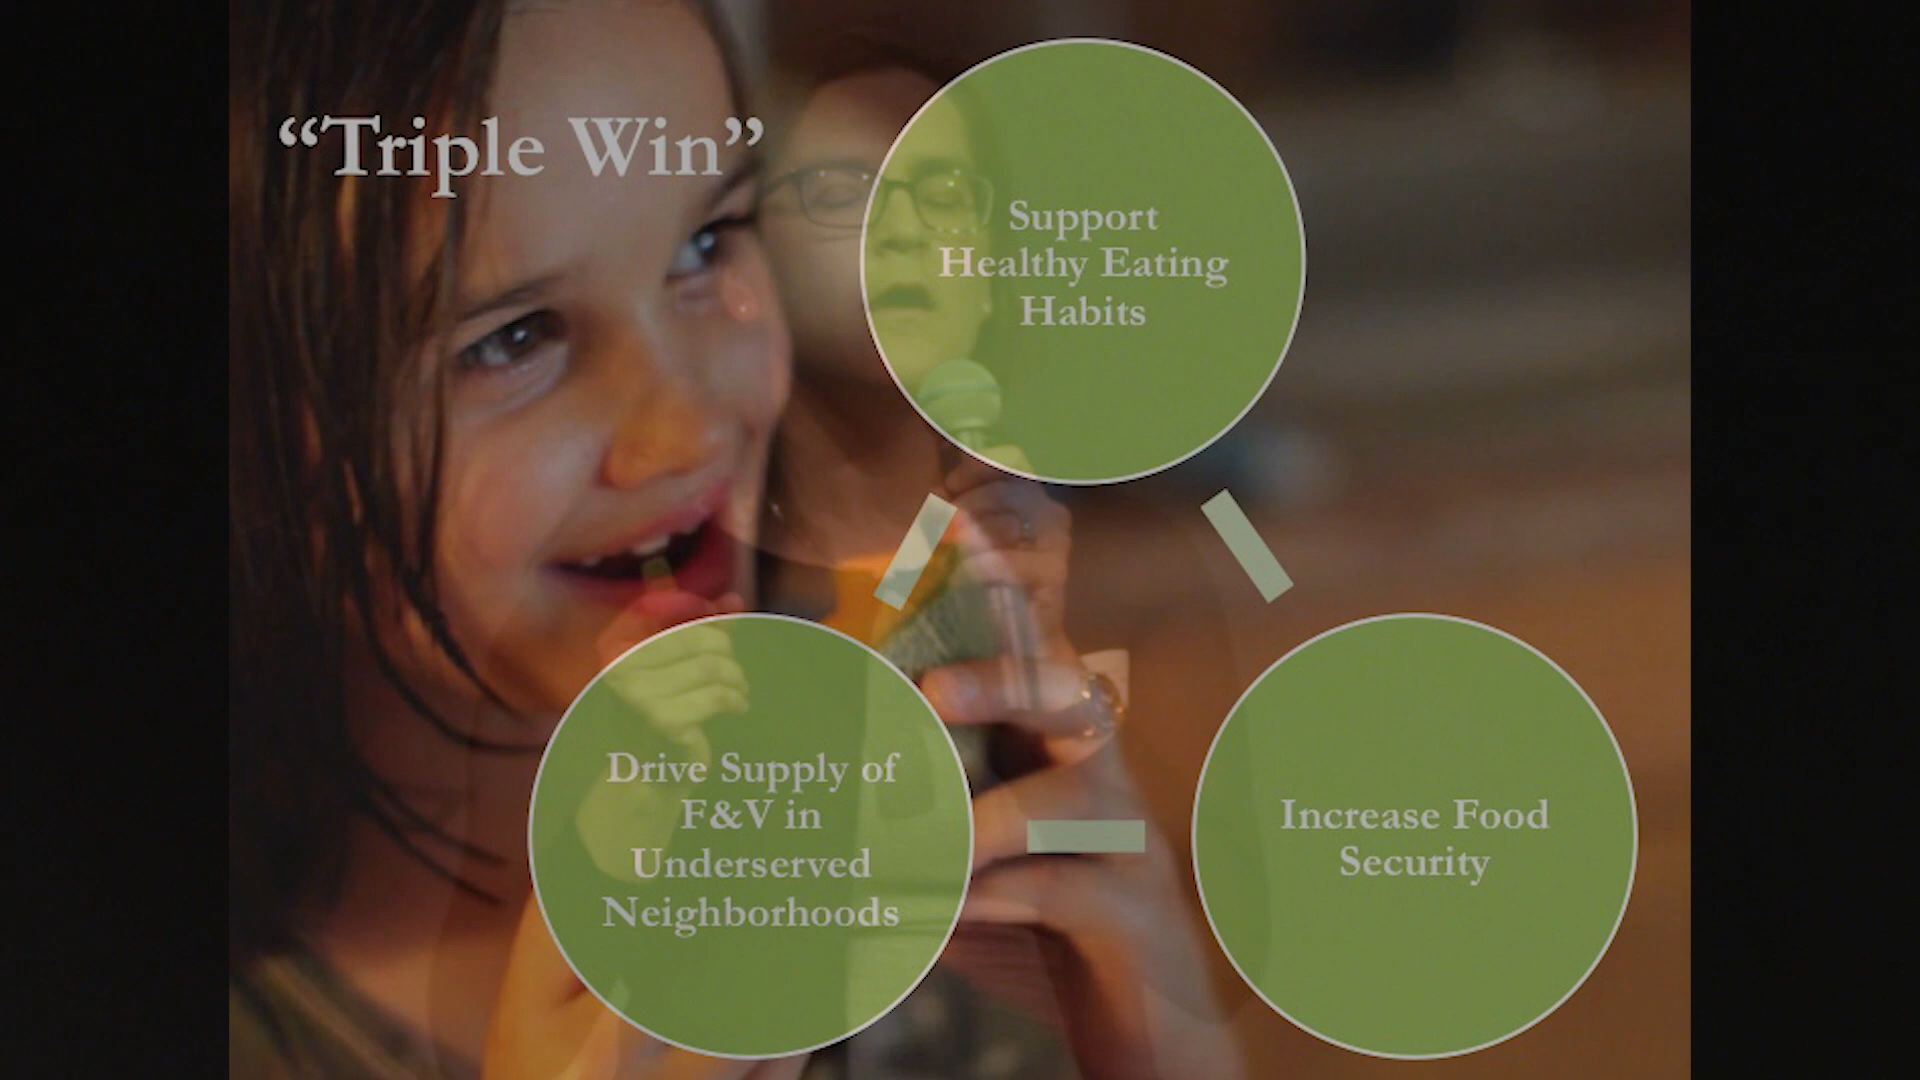 “Triple Win”
Support
Healthy Eating
Habits
Drive Supply of
F&V in
Underserved
Neighborhoods
Increase Food
Security